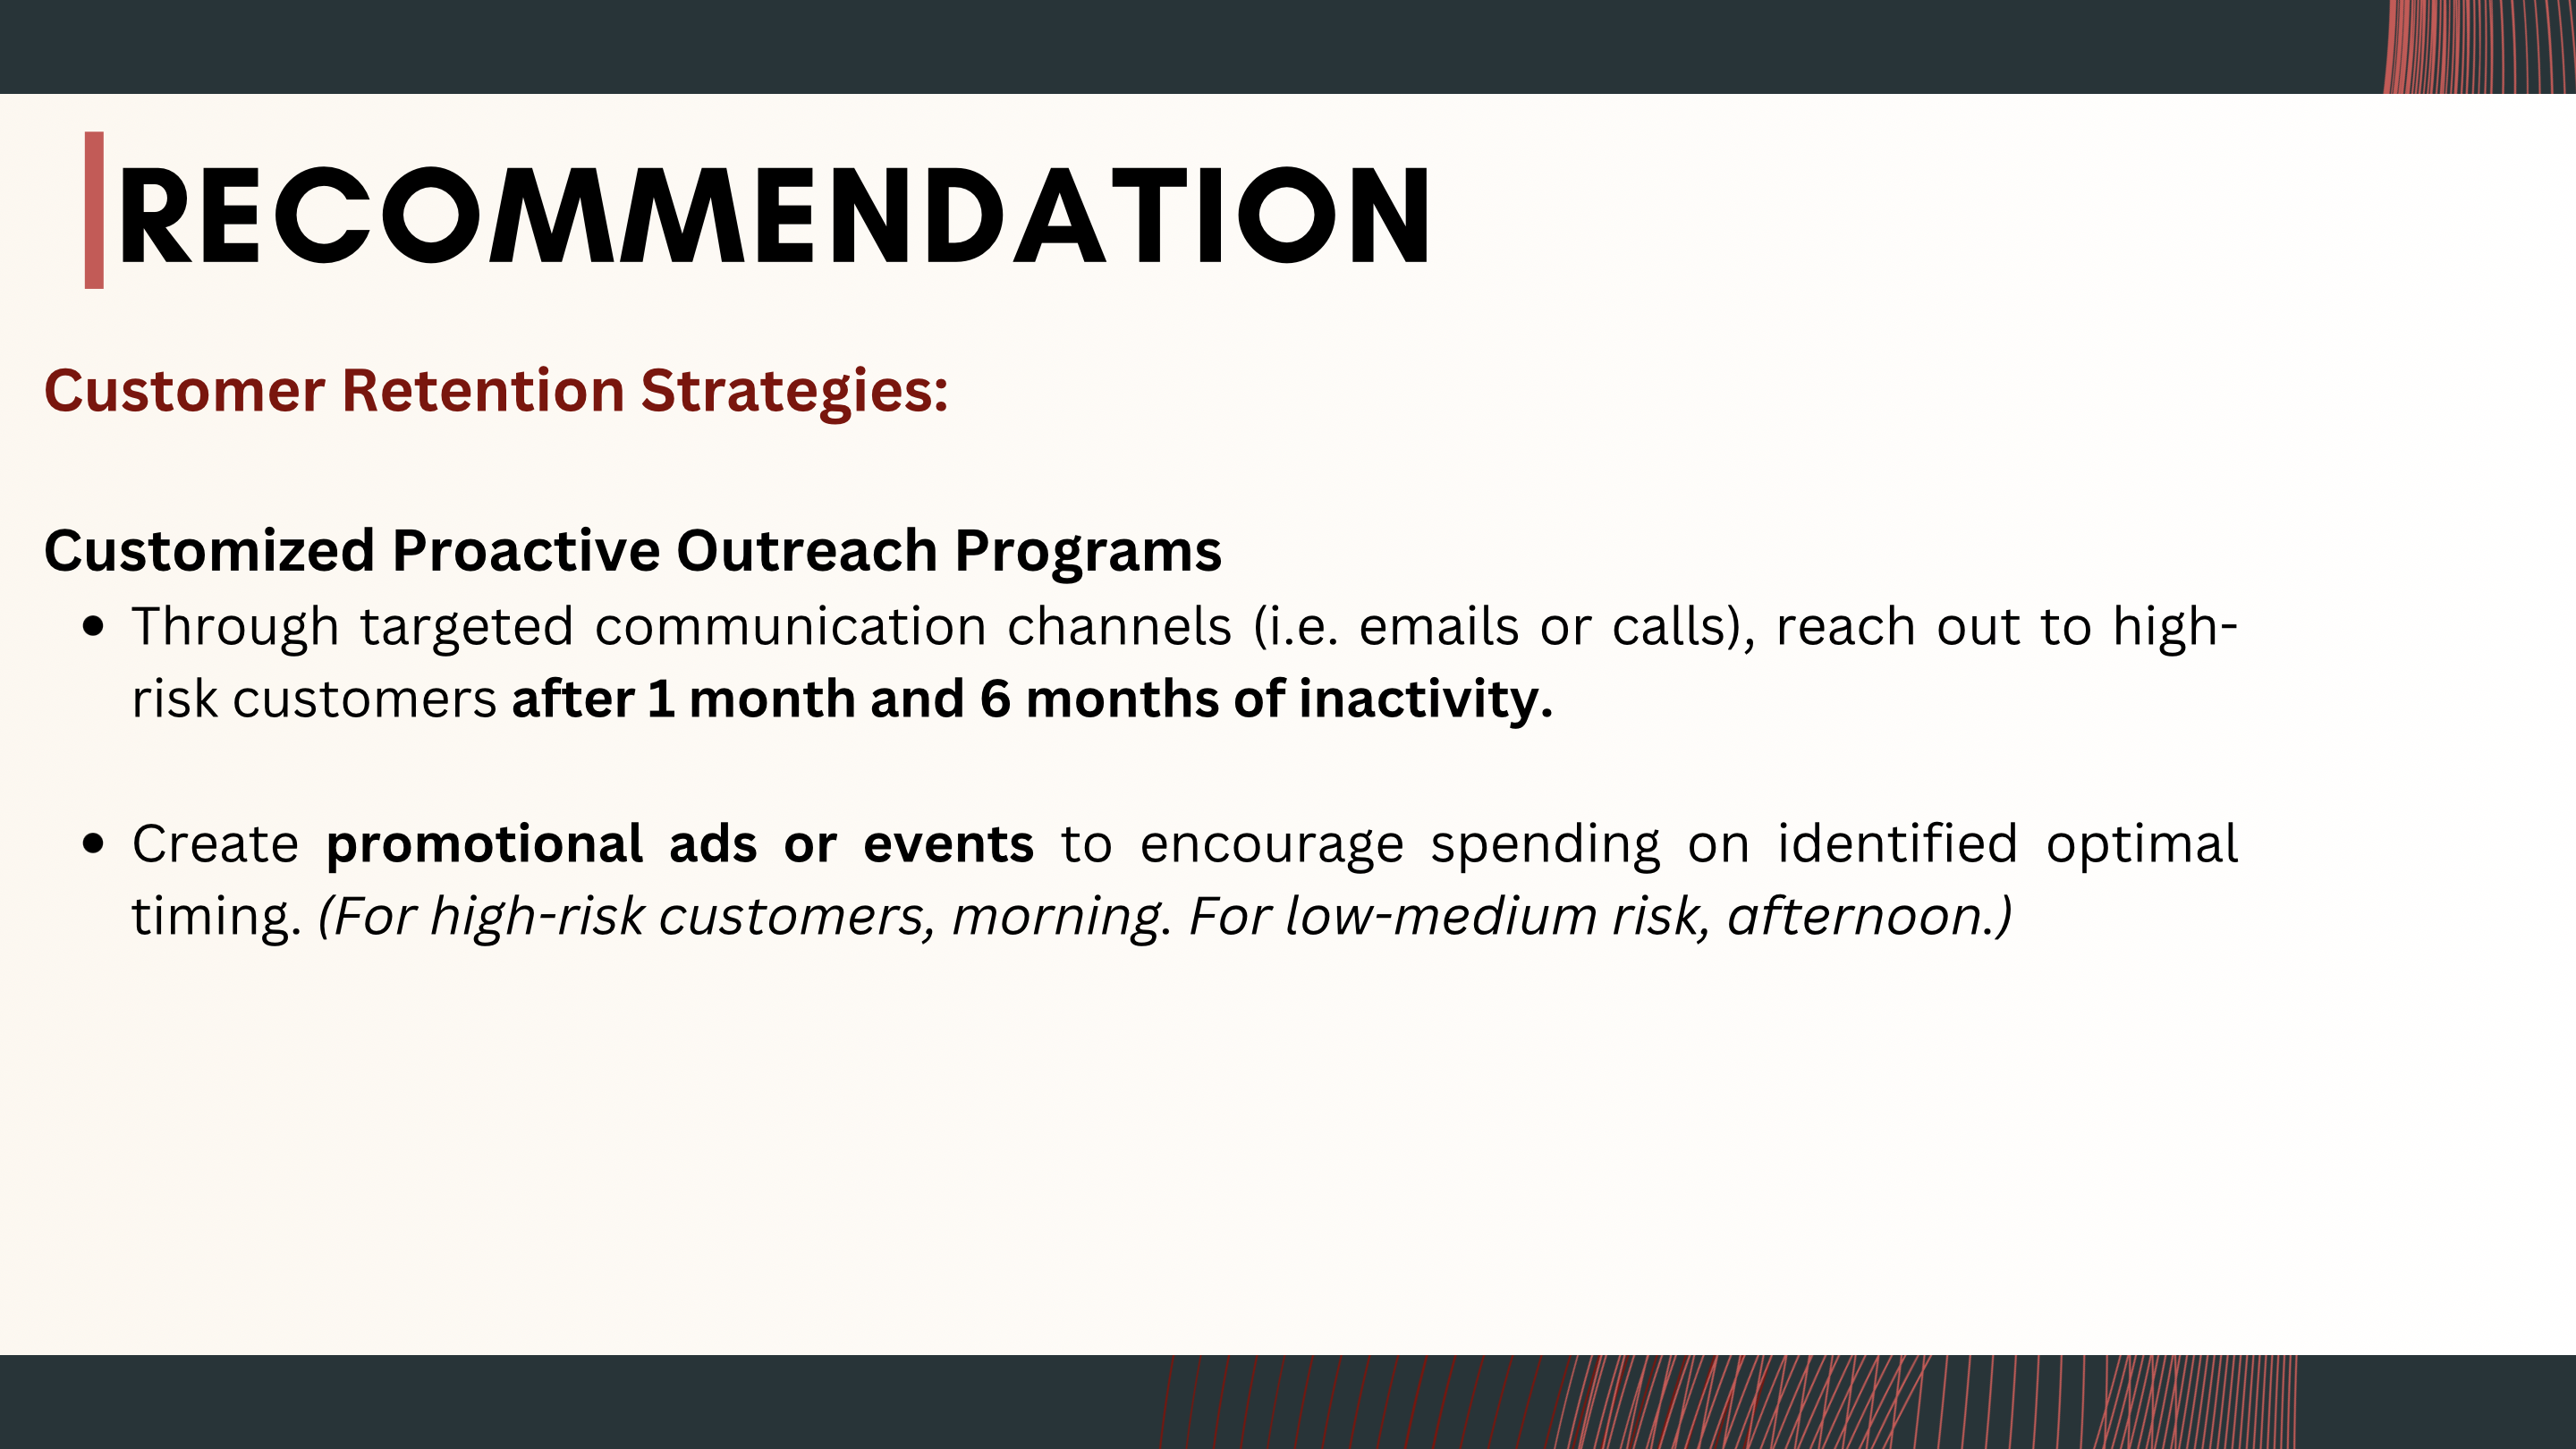 RECOMMENDATION
Customer Retention Strategies:
Customized Proactive Outreach Programs
• Through targeted communication channels (i.e. emails or calls), reach out to high-
risk customers after 1 month and 6 months of inactivity.
• Create promotional ads or events to encourage spending on identified optimal
timing. (For high-risk customers, morning. For low-medium risk, afternoon.)